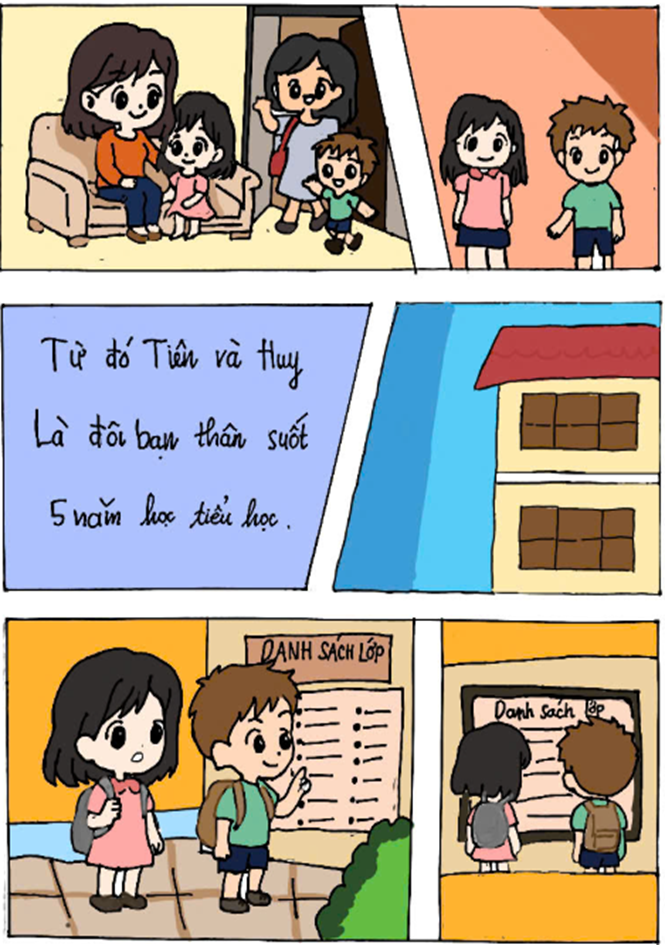 Từ đó Tiên và Huy
Là đôi bạn thân suốt
5 năm học tiểu học.
DANH SÁCH LỚP
Danh sách lớp